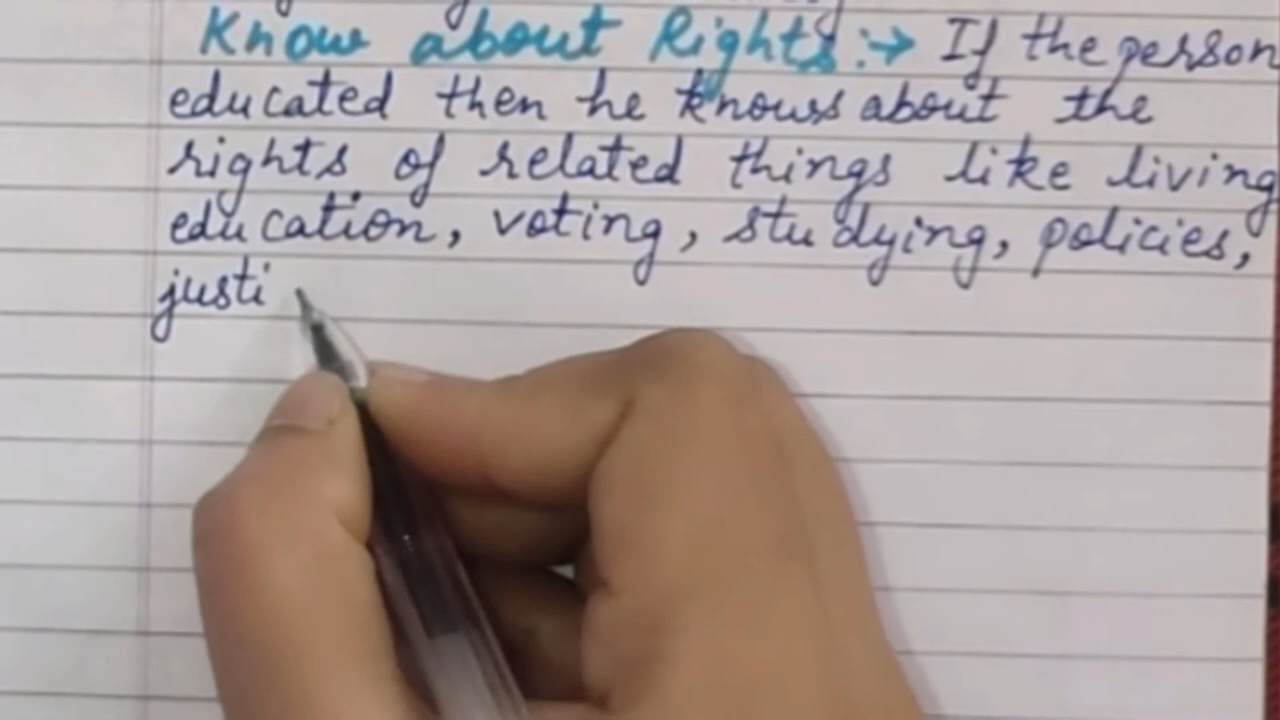 Know about Rights :→ If the person
educated then he knows about the
rights of related things like living
education, voting, studying, policies,
justi